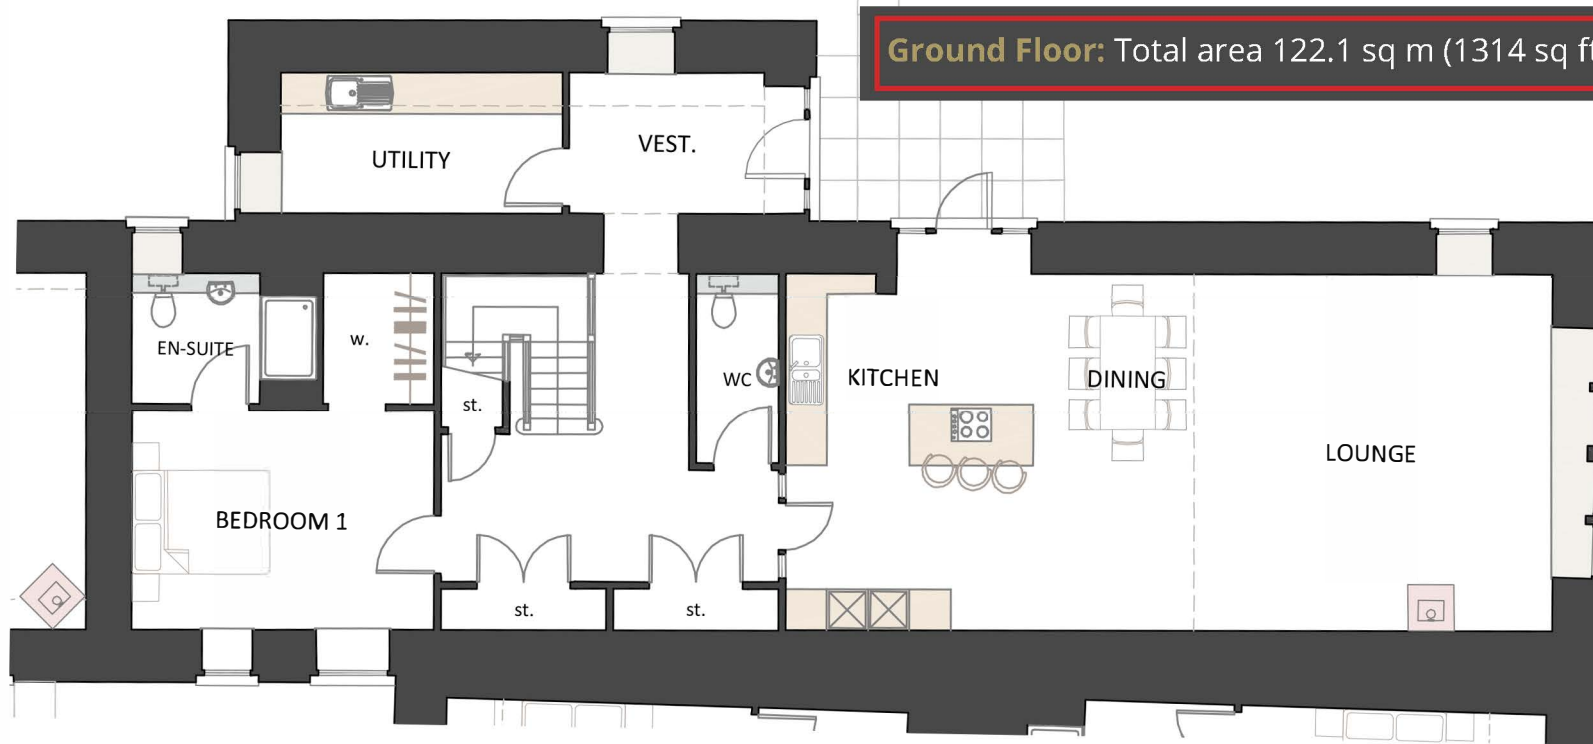 Ground Floor: Total area 122.1 sq m (1314 sq ft
VEST.
UTILITY
EN-SUITE
w.
st.
WC
KITCHEN
DINING
LOUNGE
BEDROOM 1
st.
st.